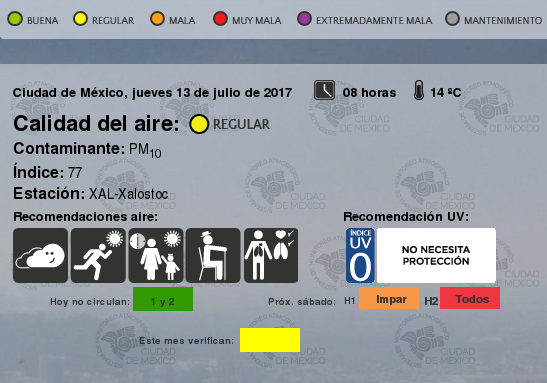 BUENA REGULAR MALA MUY MALA EXTREMADAMENTE MALA MANTENIMIENTO
Ciudad de México, jueves 13 de julio de 2017 08 horas 14 ºC
Calidad del aire: REGULAR
Contaminante: PM10
Índice: 77
Estación: XAL-Xalostoc
Recomendaciones aire: Recomendación UV:
ÍNDICE
UV
0
NO NECESITA
PROTECCIÓN
Hoy no circulan: 1 y 2 Próx. sábado: H1 Impar H2 Todos
Este mes verifican:
MONITOREO ATMOSFÉRICO
CIUDAD
DE MÉXICO